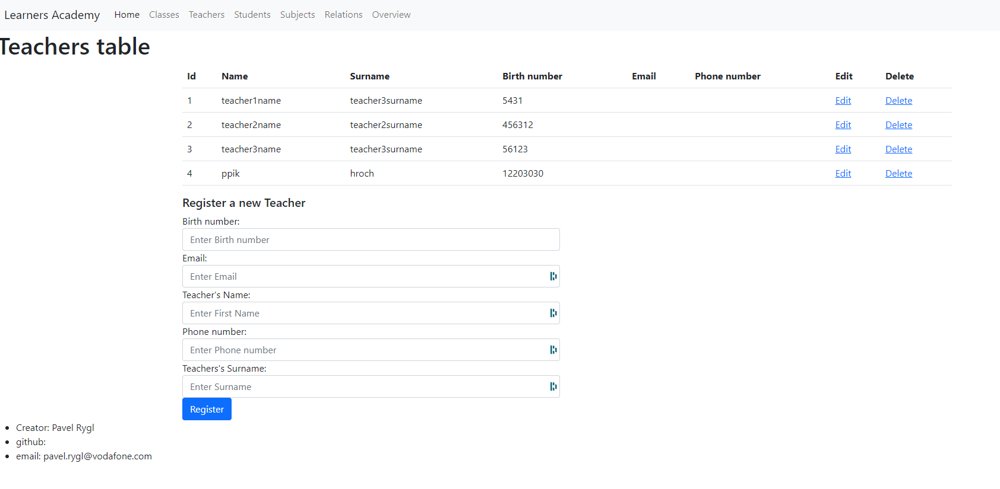 Learners Academy Home Classes Teachers Students Subjects Relations Overview
Teachers table
Id Name Surname Birth number Email Phone number Edit Delete
1 teacher1name teacher3surname 5431 Edit Delete
2 teacher2name teacher2surname 456312 Edit Delete
3 teacher3name teacher3surname 56123 Edit Delete
4 ppik hroch 12203030 Edit Delete
Register a new Teacher
Birth number:
Enter Birth number
Email:
Enter Email
Teacher's Name:
Enter First Name
Phone number:
Enter Phone number
Teachers's Surname:
Enter Surname
Register
Creator: Pavel Rygl
github:
email: pavel.rygl@vodafone.com